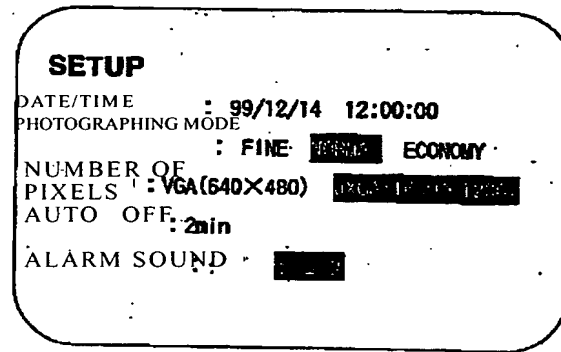 SETUP
DATE/TIME : 99/12/14 12:00:00
PHOTOGRAPHING MODE
: FINE ECONOMY
NUMBER OF
PIXELS : VGA(640×480)
AUTO OFF : 2min
ALARM SOUND :